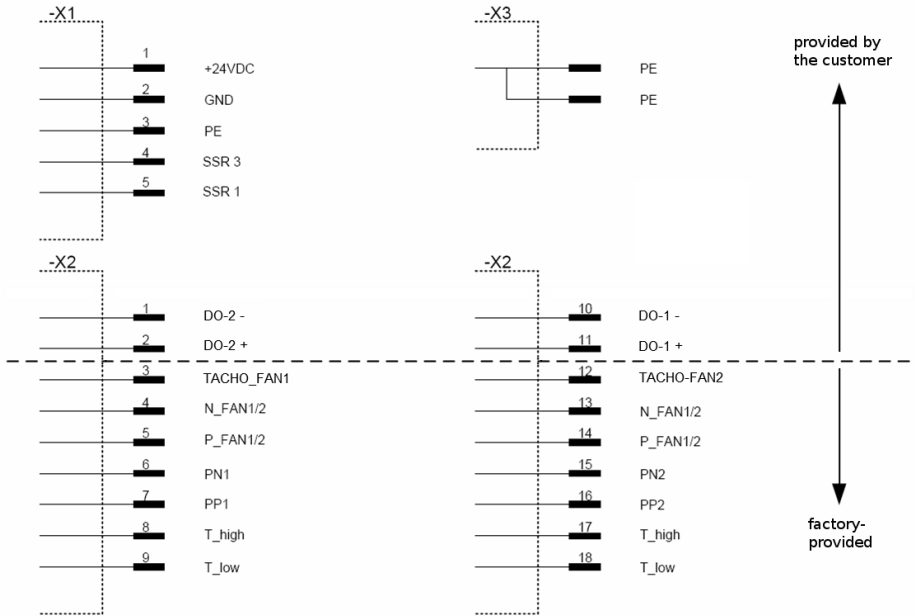 -X1
1 +24VDC
2 GND
3 PE
4 SSR 3
5 SSR 1
-X3
PE
PE
provided by
the customer
-X2
1 DO-2 -
2 DO-2 +
3 TACHO_FAN1
4 N_FAN1/2
5 P_FAN1/2
6 PN1
7 PP1
8 T_high
9 T_low
-X2
10 DO-1 -
11 DO-1 +
12 TACHO-FAN2
13 N_FAN1/2
14 P_FAN1/2
15 PN2
16 PP2
17 T_high
18 T_low
factory-
provided